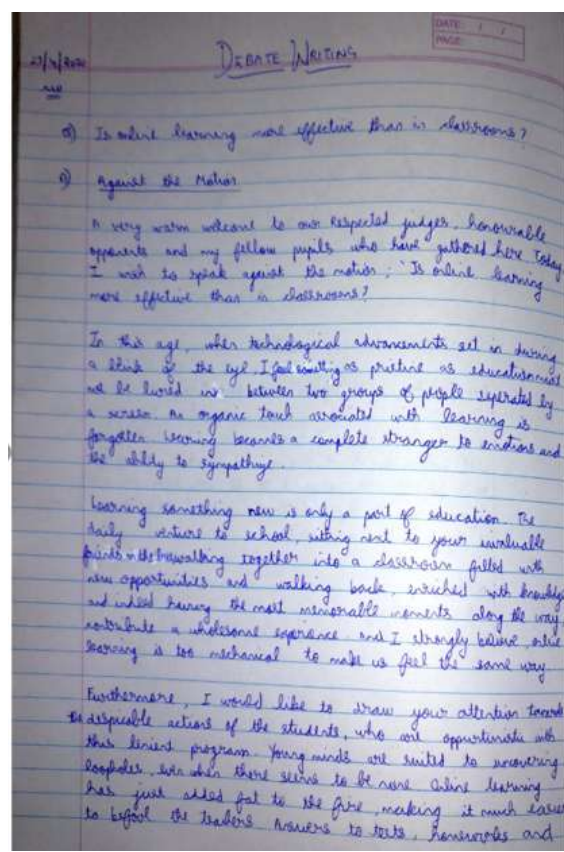 DATE: / /
PAGE:
DEBATE WRITING
Q) Is online learning more effective than in classrooms?
A) Against the Motion
A very warm welcome to our Respected judges, honourable
opponents and my fellow pupils who have gathered here today
I wish to speak against the motion; 'Is online learning
more effective than in classrooms?
In this age, when technological advancements set in during
a blink of the eye, I feel something as pristine as education must
not be in between two groups of people seperated by
a screen. An organic touch associated with learning is
forgotten learning becomes a complete stranger to emotions and
the ability to sympathize.
Learning something new is only a part of education. The
daily venture to school, sitting next to your invaluable
friends in the walking together into a classroom filled with
new opportunities and walking back, enriched with knowledge
and indeed having the most memorable moments along the way,
contribute a wholesome experience and I strongly believe, online
learning is too mechanical to make us feel the same way
Furthermore, I would like to draw your attention towards
the despicable actions of the students, who are opportunistic with
this lenient program. Young minds are suited to uncovering
loopholes, even when there seems to be none Online learning
has just added fat to the fire, making it much easier
to befool the teachers Answers to tests, homeworks and